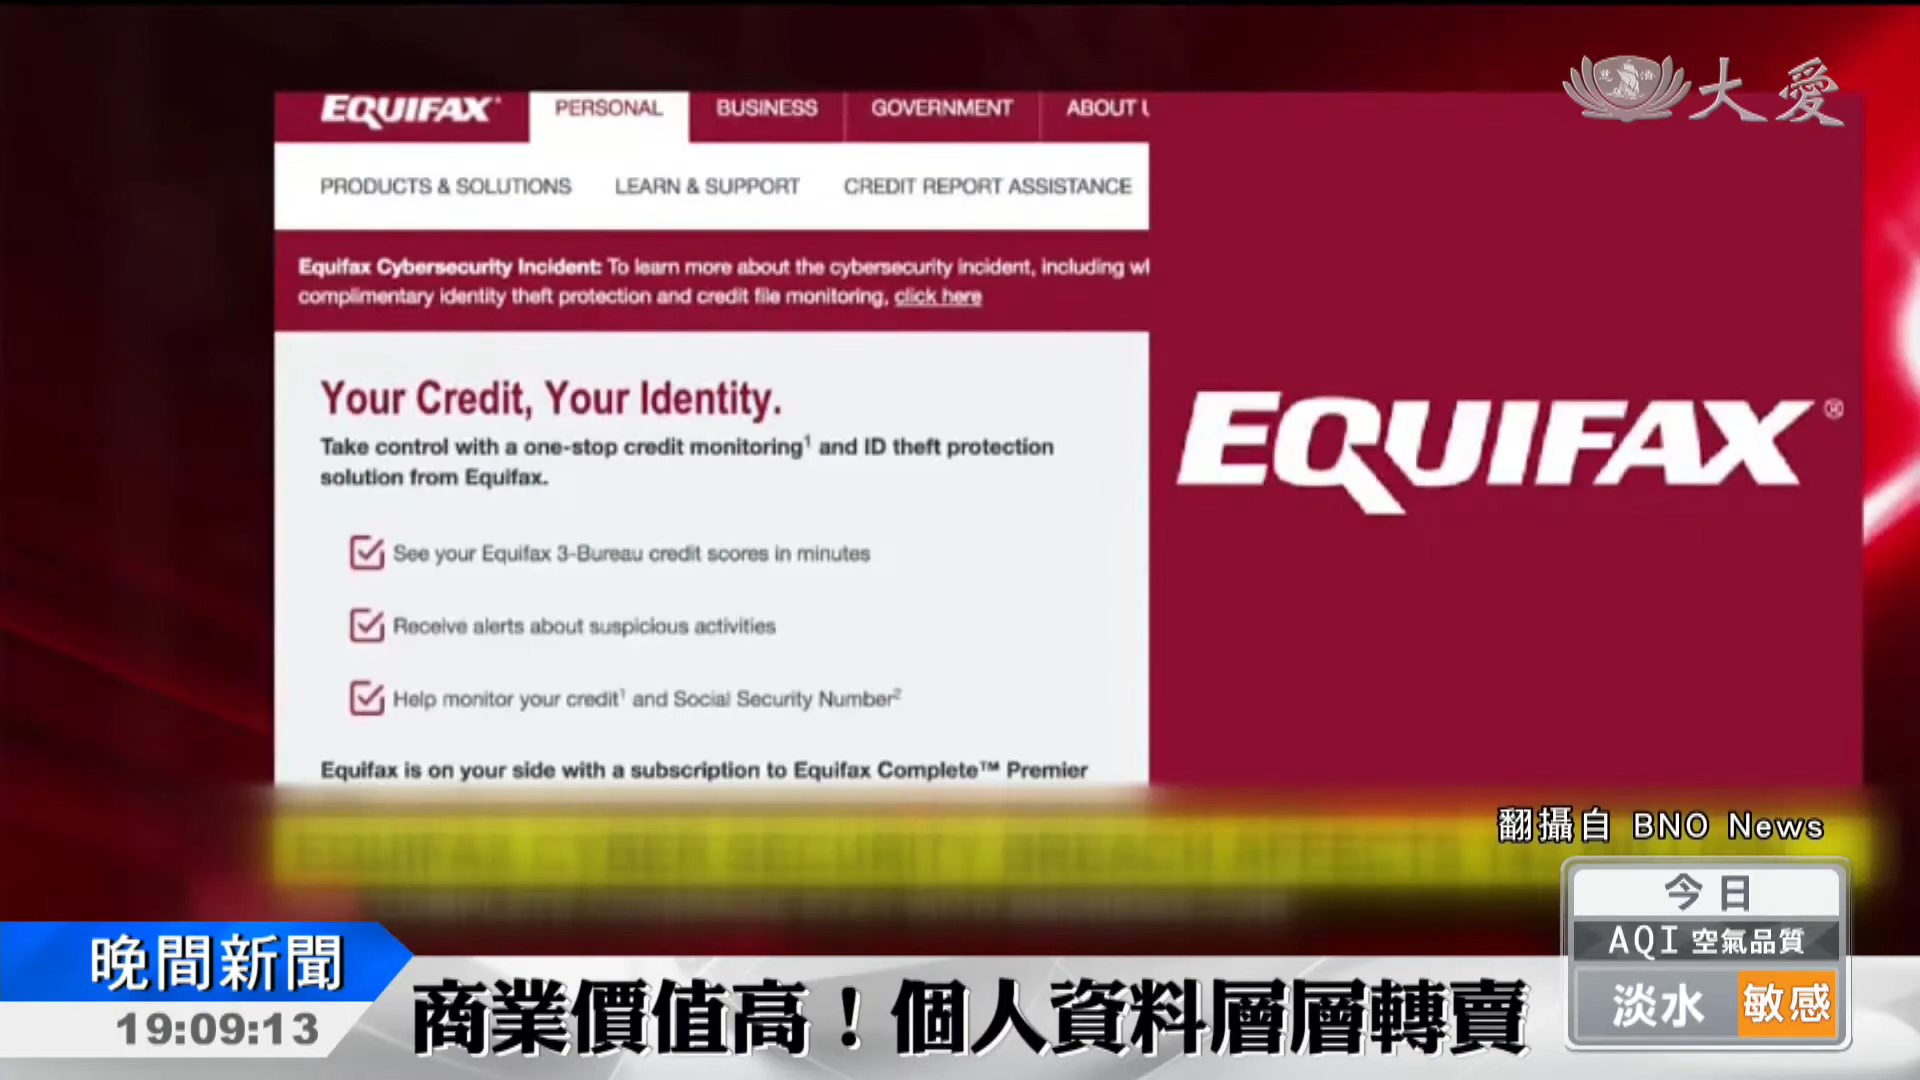 大愛
EQUIFAX
PERSONAL
BUSINESS
GOVERNMENT
ABOUT
PRODUCTS & SOLUTIONS
LEARN & SUPPORT
CREDIT REPORT ASSISTANCE
Equifax Cybersecurity Incident: To learn more about the cybersecurity incident, including
complimentary identity theft protection and credit file monitoring, click here
Your Credit, Your Identity.
Take control with a one-stop credit monitoring¹ and ID theft protection
solution from Equifax.
See your Equifax 3-Bureau credit scores in minutes
Receive alerts about suspicious activities
Help monitor your credit¹ and Social Security Number²
Equifax is on your side with a subscription to Equifax Complete™ Premier
EQUIFAX®
翻攝自 BNO News
今日
AQI 空氣品質
淡水 敏感
晚間新聞
19:09:13
商業價值高！個人資料層層轉賣